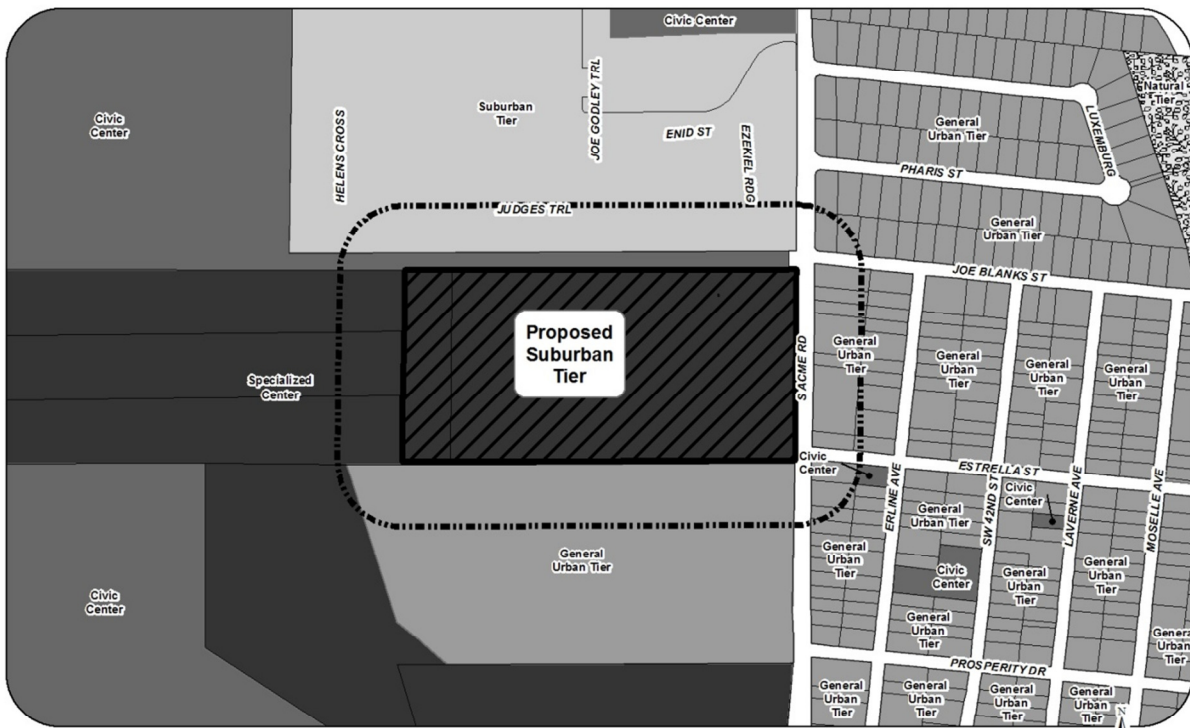 Civic Center
Civic
Center
Suburban
Tier
HELENSCROSS
JOE GODLEY TRL
ENID ST
EZEKIEL RDG
JUDGES TRL
Natural
Tier
General
Urban Tier
LUXEMBURG
PHARIS ST
General
Urban Tier
JOE BLANKS ST
Proposed
Suburban
Tier
Specialized
Center
S ACME RD
General
Urban
Tier
General
Urban Tier
General
Urban Tier
General
Urban Tier
Civic
Center
ESTRELLA ST
Civic
Center
ERLINE AVE
SW 42ND ST
LAVERNE AVE
MOSELLE AVE
General
Urban Tier
General
Urban Tier
General
Urban
Tier
Civic
Center
General
Urban
Tier
General
Urban
Tier
Civic
Center
General
Urban
Tier
General
Urban
Tier
PROSPERITY DR
General
Urban
Tier
General
Urban
Tier
General
Urban
Tier
General
Urban
Tier
N